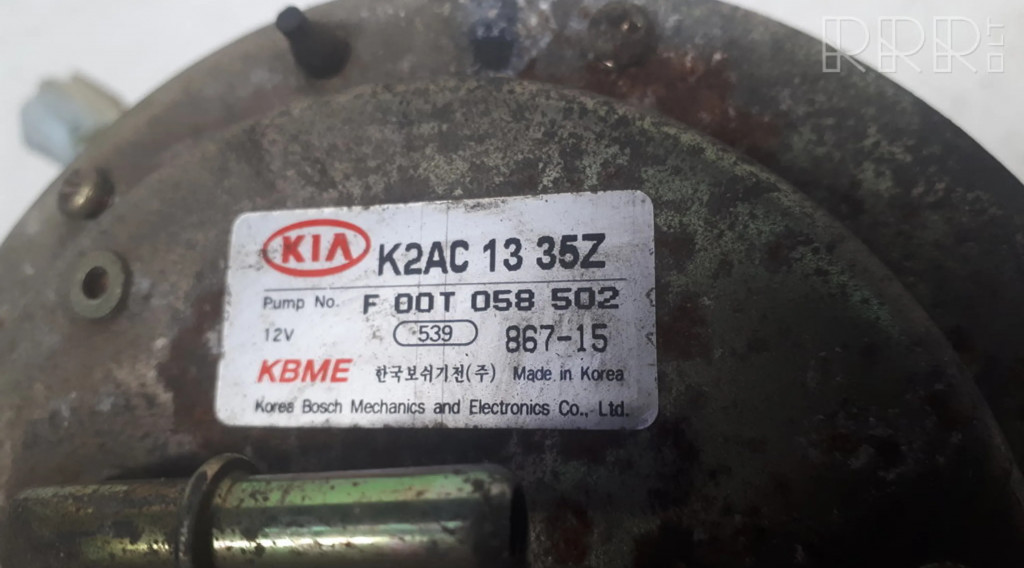 RRR.LT
KIA K2AC 13 35Z
Pump No. F 00T 058 502
12V 539 867-15
KBME 한국보쉬기전(주) Made in Korea
Korea Bosch Mechanics and Electronics Co., Ltd.